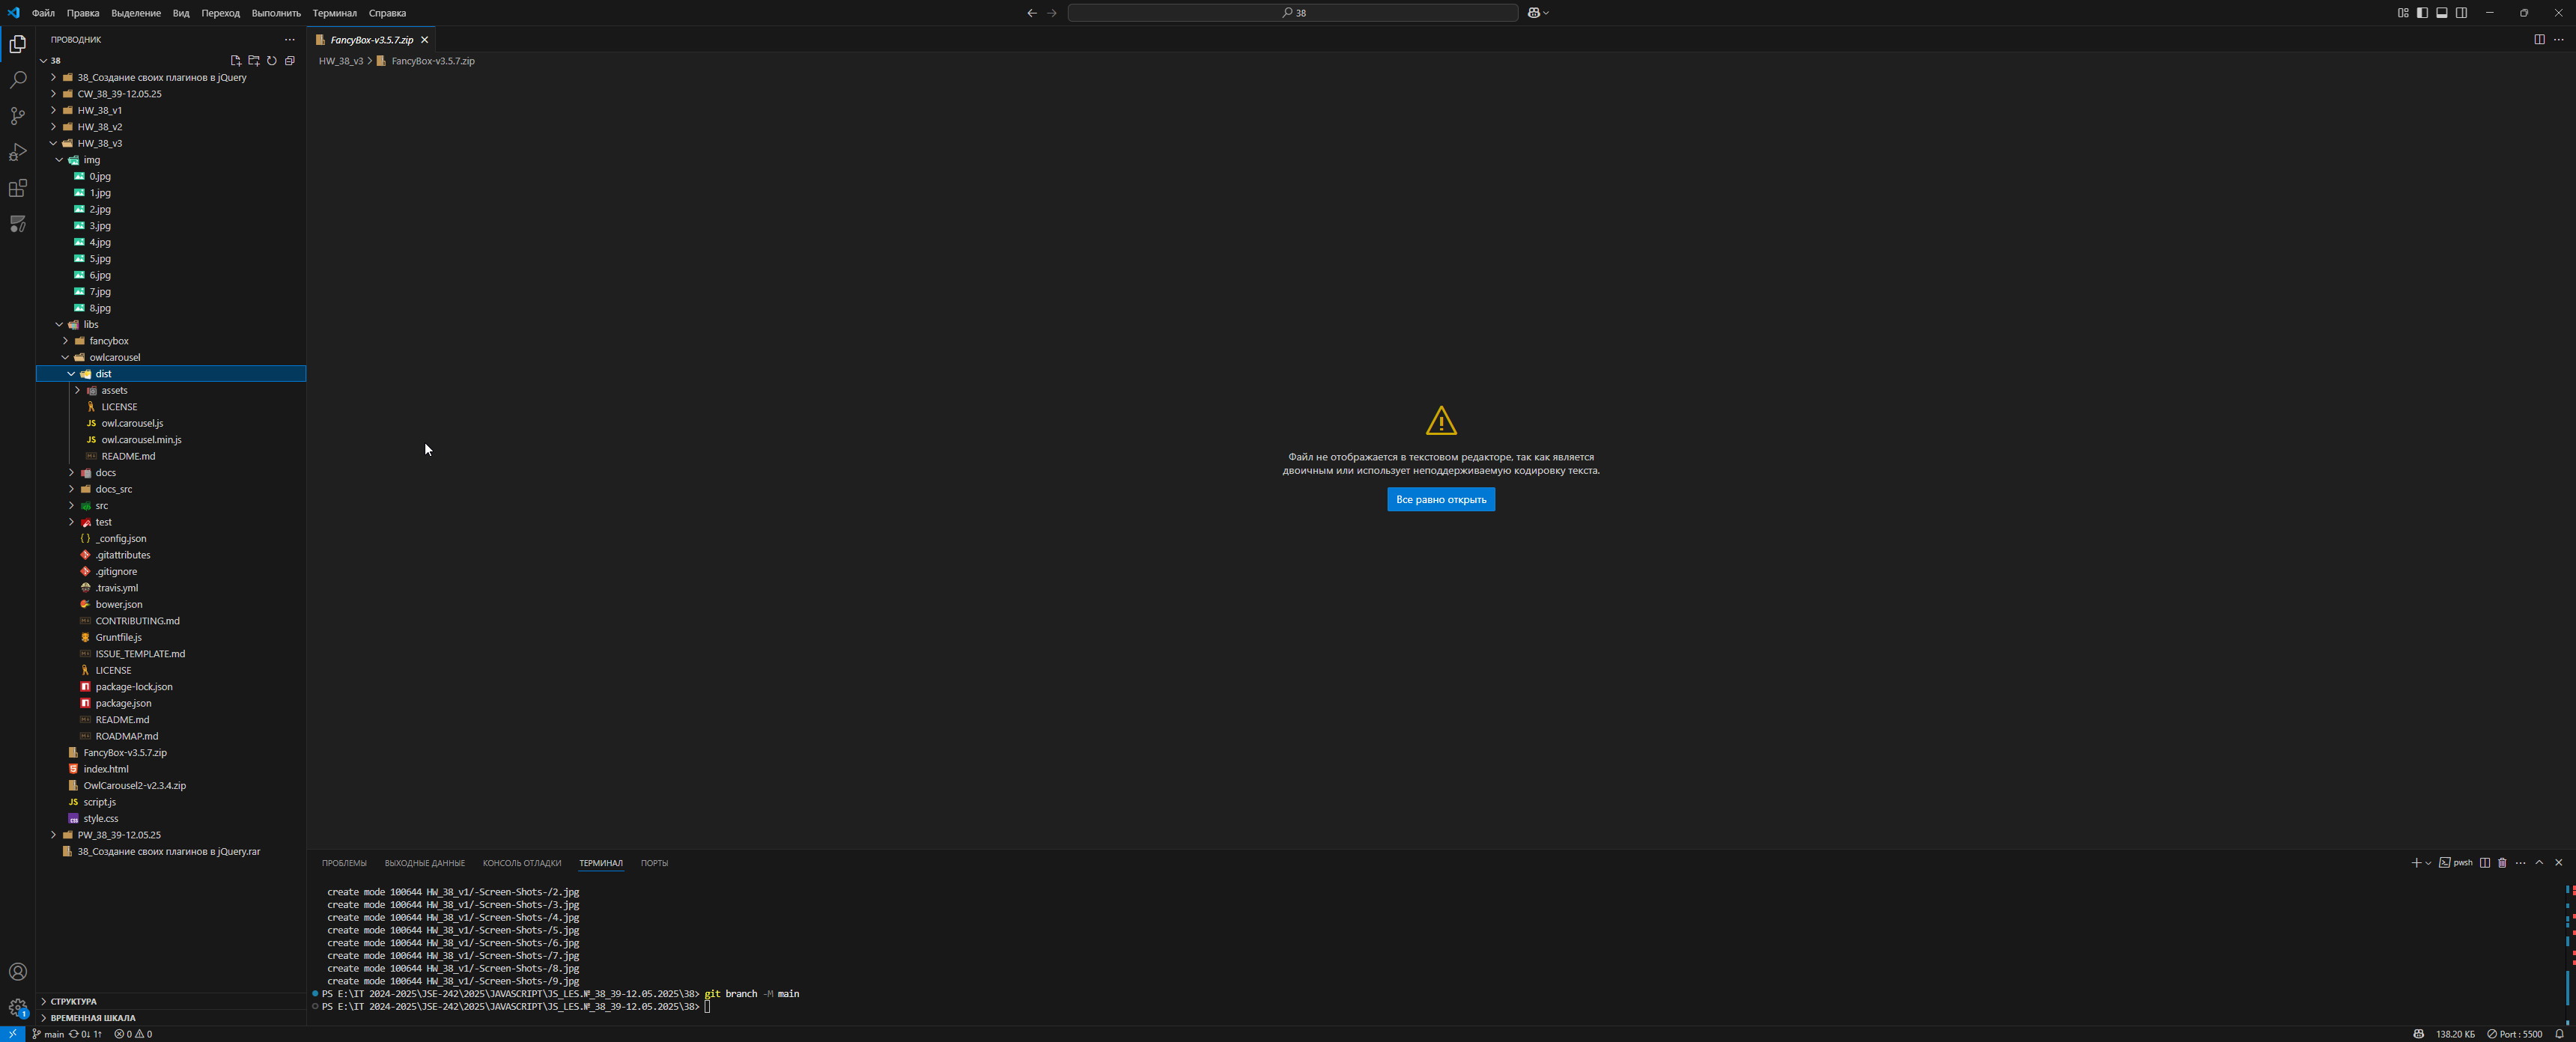 Файл Правка Выделение Вид Переход Выполнить Терминал Справка
38
ПРОВОДНИК
FancyBox-v3.5.7.zip
38
HW_38_v3 > FancyBox-v3.5.7.zip
38_Создание своих плагинов в jQuery
CW_38_39-12.05.25
HW_38_v1
HW_38_v2
HW_38_v3
img
0.jpg
1.jpg
2.jpg
3.jpg
4.jpg
5.jpg
6.jpg
7.jpg
8.jpg
libs
fancybox
owlcarousel
dist
assets
LICENSE
JS owl.carousel.js
JS owl.carousel.min.js
README.md
docs
docs_src
src
test
_config.json
.gitattributes
.gitignore
.travis.yml
bower.json
CONTRIBUTING.md
Gruntfile.js
ISSUE_TEMPLATE.md
LICENSE
package-lock.json
package.json
README.md
ROADMAP.md
FancyBox-v3.5.7.zip
index.html
OwlCarousel2-v2.3.4.zip
JS script.js
style.css
PW_38_39-12.05.25
38_Создание своих плагинов в jQuery.rar
СТРУКТУРА
ВРЕМЕННАЯ ШКАЛА
Файл не отображается в текстовом редакторе, так как является
двоичным или использует неподдерживаемую кодировку текста.
Все равно открыть
ПРОБЛЕМЫ ВЫХОДНЫЕ ДАННЫЕ КОНСОЛЬ ОТЛАДКИ ТЕРМИНАЛ ПОРТЫ
pwsh
create mode 100644 HW_38_v1/-Screen-Shots-/2.jpg
create mode 100644 HW_38_v1/-Screen-Shots-/3.jpg
create mode 100644 HW_38_v1/-Screen-Shots-/4.jpg
create mode 100644 HW_38_v1/-Screen-Shots-/5.jpg
create mode 100644 HW_38_v1/-Screen-Shots-/6.jpg
create mode 100644 HW_38_v1/-Screen-Shots-/7.jpg
create mode 100644 HW_38_v1/-Screen-Shots-/8.jpg
create mode 100644 HW_38_v1/-Screen-Shots-/9.jpg
PS E:\IT 2024-2025\JSE-242\2025\JAVASCRIPT\JS_LES.№_38_39-12.05.2025\38> git branch -M main
PS E:\IT 2024-2025\JSE-242\2025\JAVASCRIPT\JS_LES.№_38_39-12.05.2025\38>
1
main 0↓ 1↑ 0 0
138.20 КБ Port : 5500